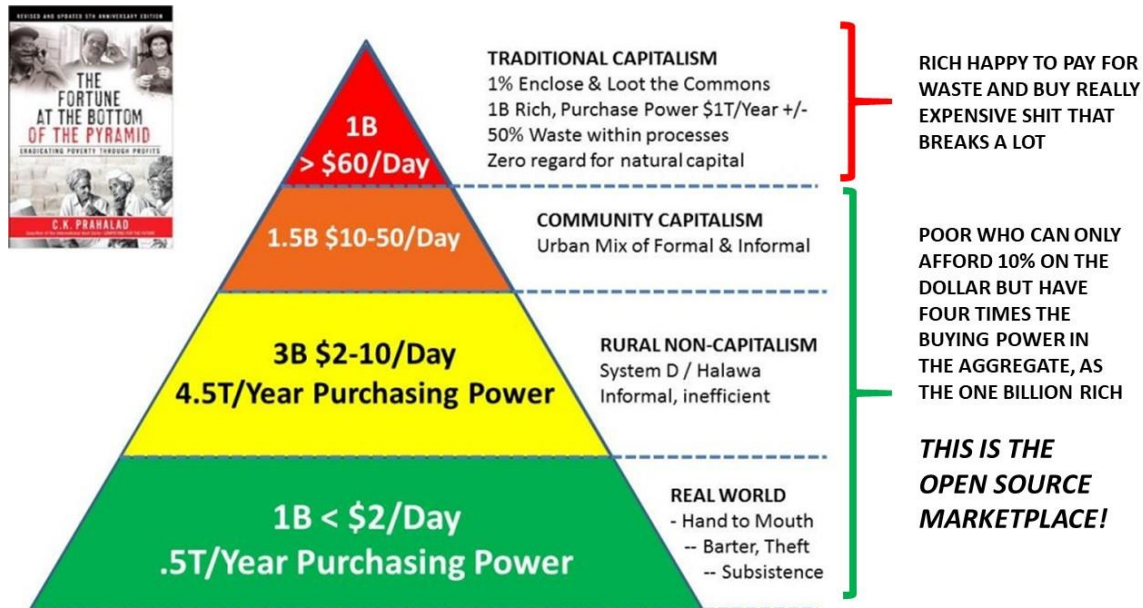 REVISED AND UPDATED 5TH ANNIVERSARY EDITION
THE
FORTUNE
AT THE BOTTOM
OF THE PYRAMID
ERADICATING POVERTY THROUGH PROFITS
C.K. PRAHALAD
1B
> $60/Day
TRADITIONAL CAPITALISM
1% Enclose & Loot the Commons
1B Rich, Purchase Power $1T/Year +/-
50% Waste within processes
Zero regard for natural capital
RICH HAPPY TO PAY FOR
WASTE AND BUY REALLY
EXPENSIVE SHIT THAT
BREAKS A LOT
1.5B $10-50/Day
COMMUNITY CAPITALISM
Urban Mix of Formal & Informal
3B $2-10/Day
4.5T/Year Purchasing Power
RURAL NON-CAPITALISM
System D / Halawa
Informal, inefficient
1B < $2/Day
.5T/Year Purchasing Power
REAL WORLD
- Hand to Mouth
-- Barter, Theft
-- Subsistence
POOR WHO CAN ONLY
AFFORD 10% ON THE
DOLLAR BUT HAVE
FOUR TIMES THE
BUYING POWER IN
THE AGGREGATE, AS
THE ONE BILLION RICH
THIS IS THE
OPEN SOURCE
MARKETPLACE!